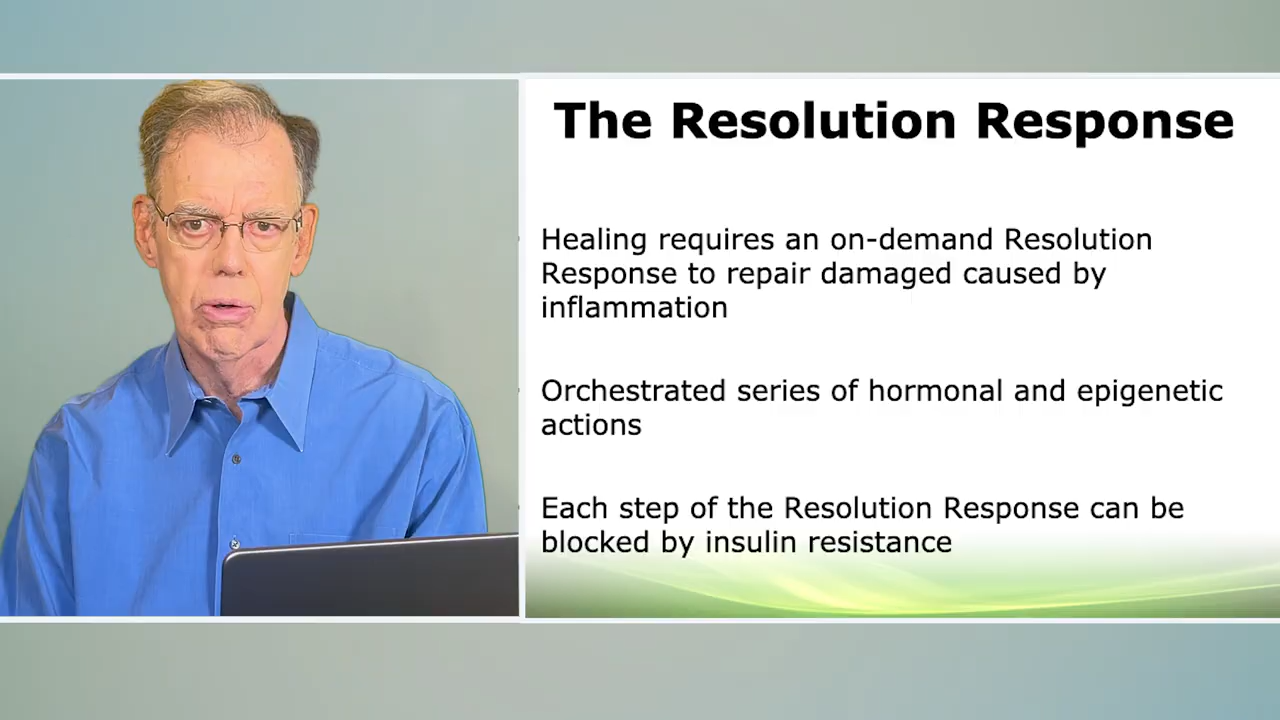 The Resolution Response
Healing requires an on-demand Resolution
Response to repair damaged caused by
inflammation
Orchestrated series of hormonal and epigenetic
actions
Each step of the Resolution Response can be
blocked by insulin resistance